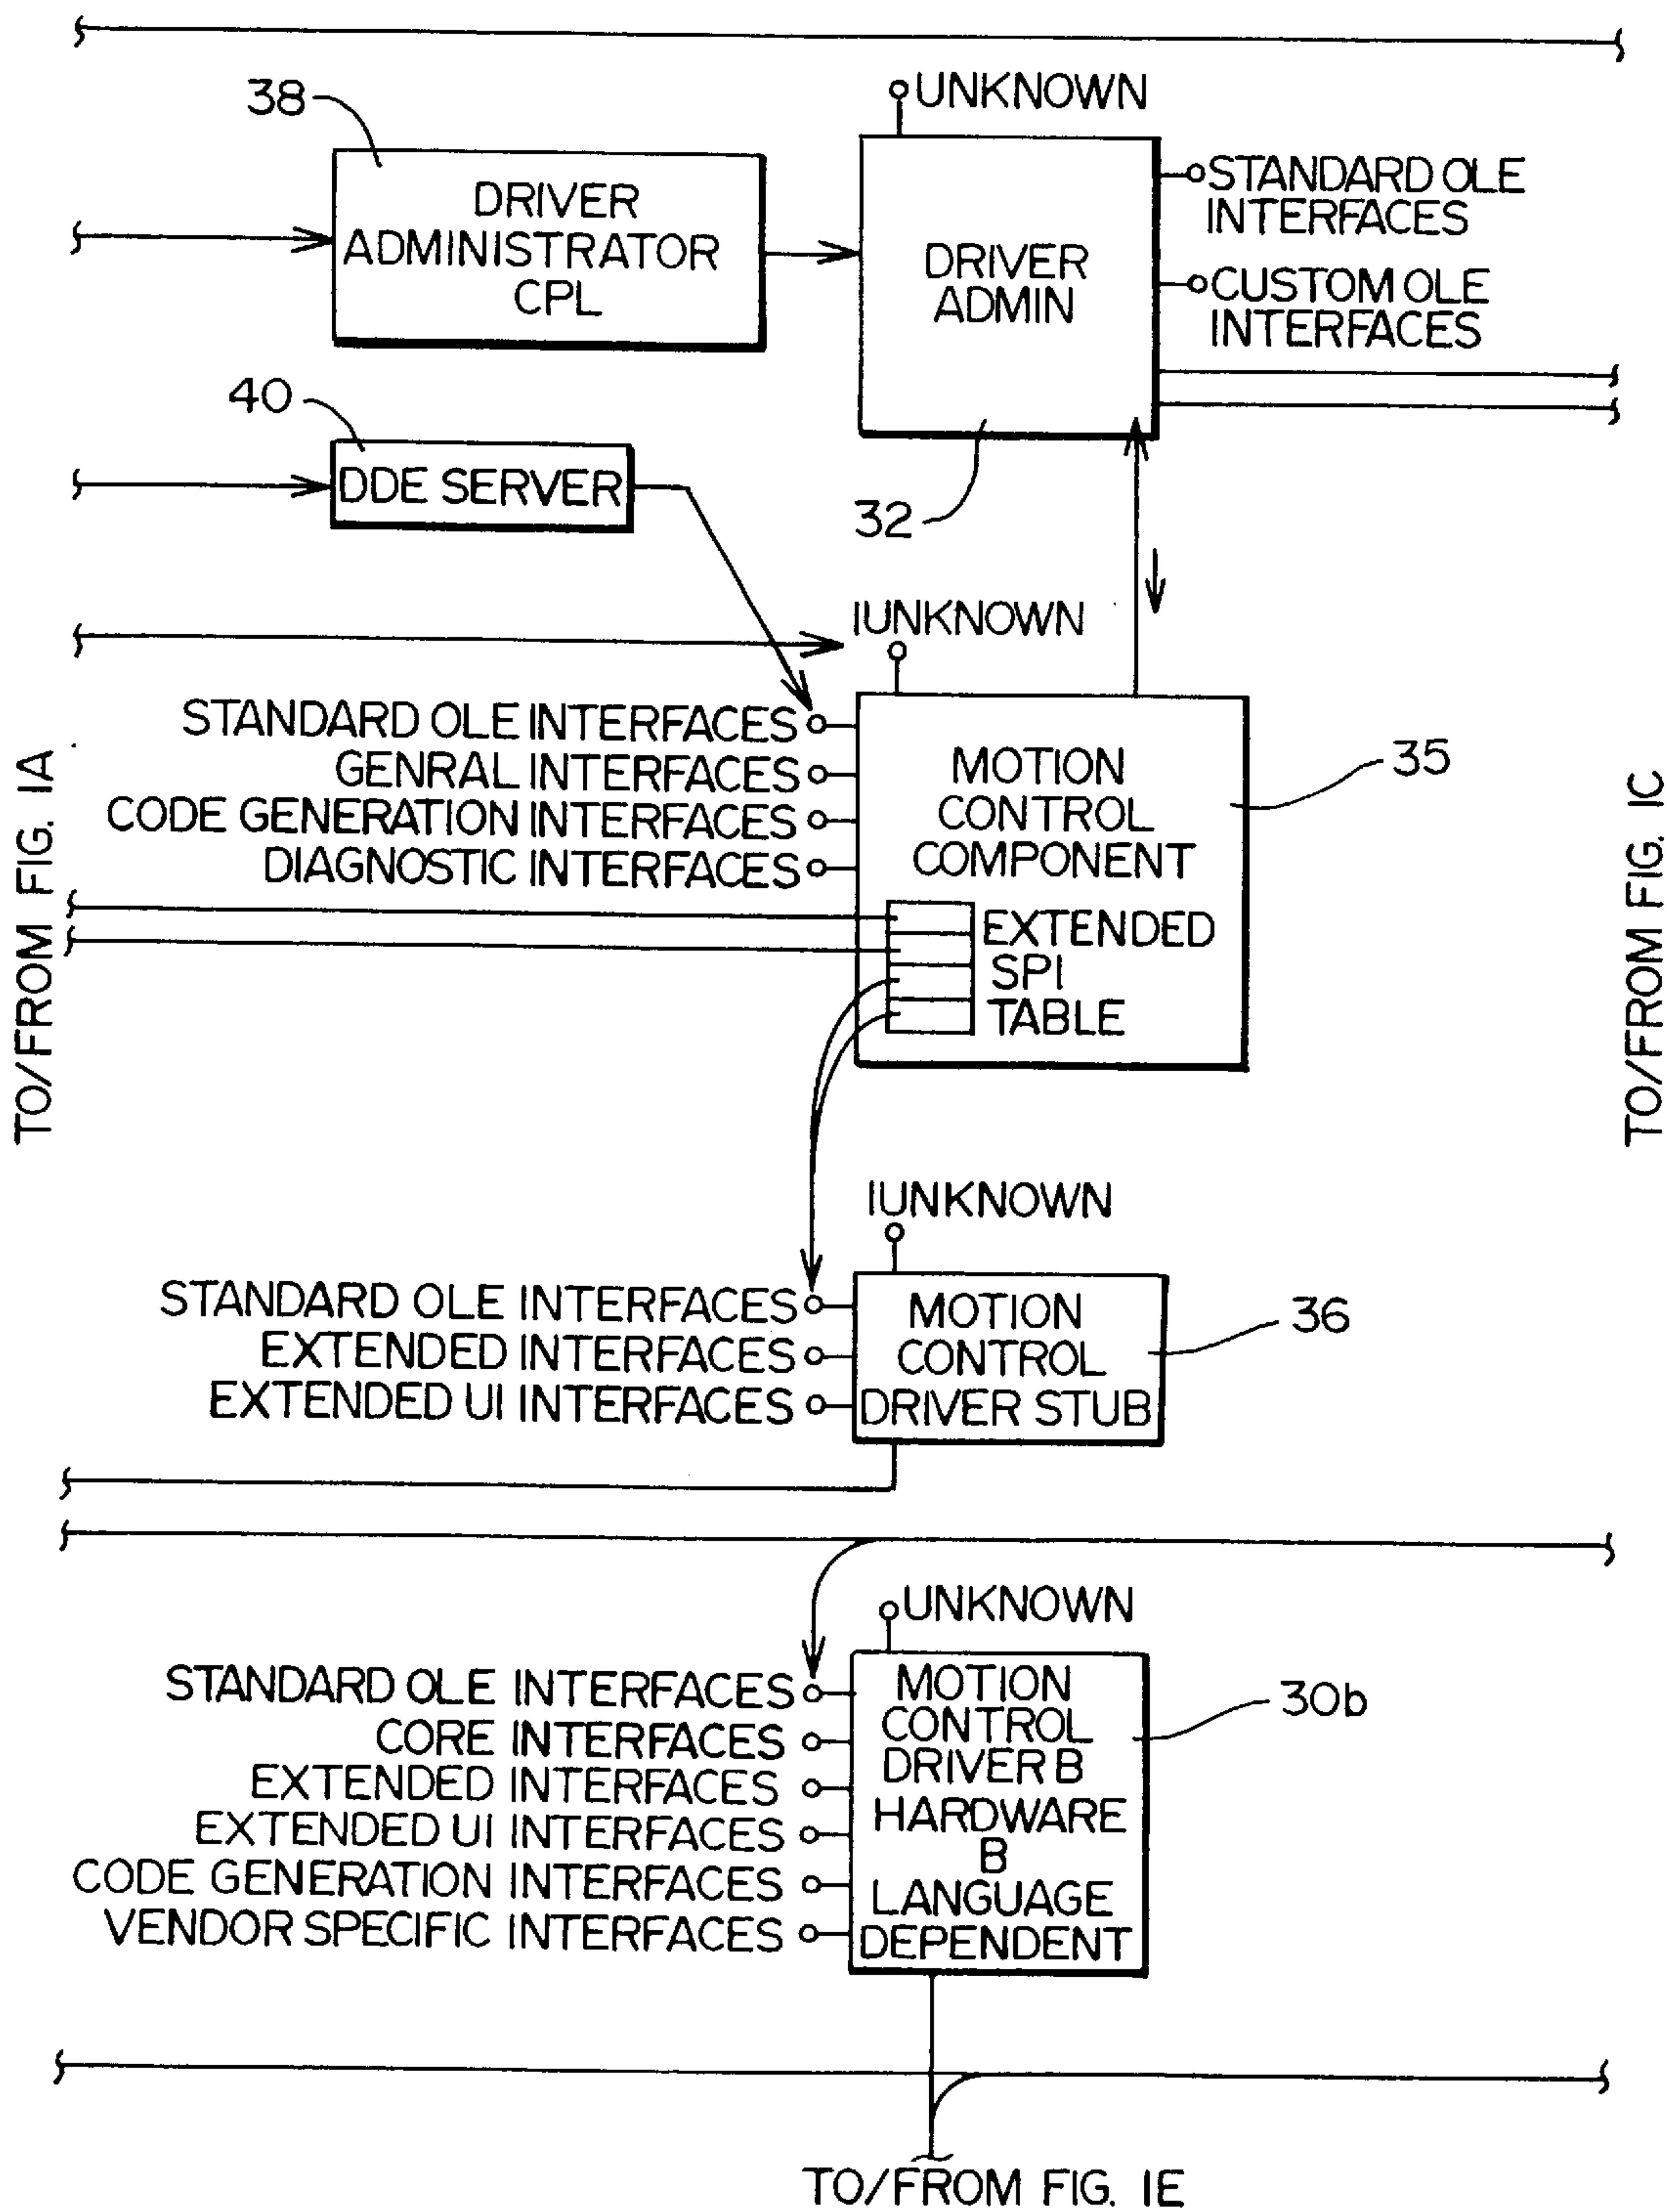 38
UNKNOWN
DRIVER
ADMINISTRATOR
CPL
DRIVER
ADMIN
STANDARD OLE
INTERFACES
CUSTOM OLE
INTERFACES
40
DDE SERVER
32
IUNKNOWN
STANDARD OLE INTERFACES
GENRAL INTERFACES
CODE GENERATION INTERFACES
DIAGNOSTIC INTERFACES
MOTION
CONTROL
COMPONENT
35
EXTENDED
SPI
TABLE
TO/FROM FIG. 1A
TO/FROM FIG. 1C
IUNKNOWN
STANDARD OLE INTERFACES
EXTENDED INTERFACES
EXTENDED UI INTERFACES
MOTION
CONTROL
DRIVER STUB
36
UNKNOWN
STANDARD OLE INTERFACES
CORE INTERFACES
EXTENDED INTERFACES
EXTENDED UI INTERFACES
CODE GENERATION INTERFACES
VENDOR SPECIFIC INTERFACES
MOTION
CONTROL
DRIVER B
HARDWARE
B
LANGUAGE
DEPENDENT
30b
TO/FROM FIG. 1E